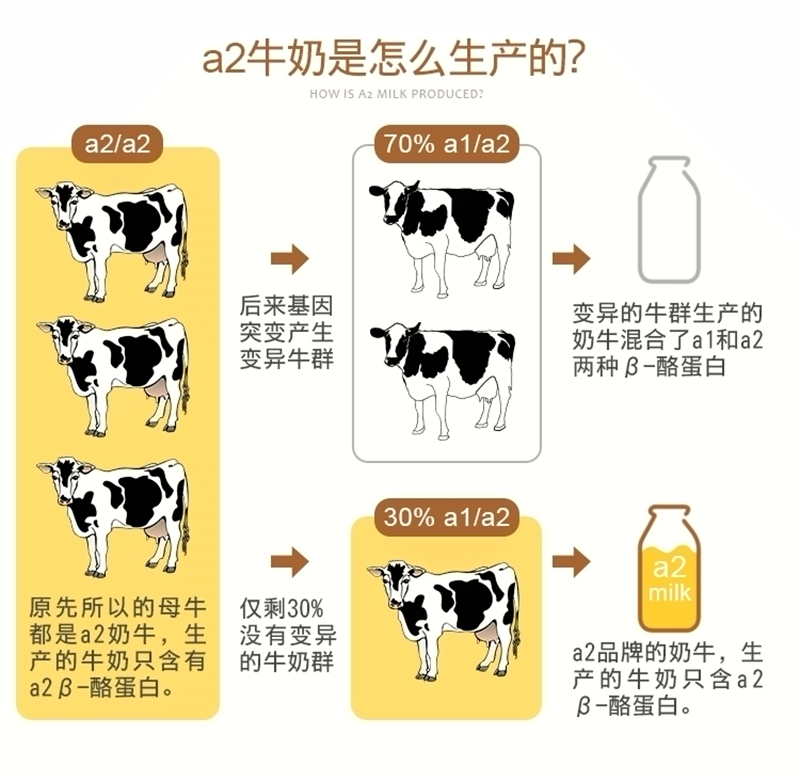 a2牛奶是怎么生产的?
HOW IS A2 MILK PRODUCED?
a2/a2
原先所以的母牛
都是a2奶牛，生
产的牛奶只含有
a2β-酪蛋白。
后来基因
突变产生
变异牛群
70% a1/a2
变异的牛群生产的
奶牛混合了a1和a2
两种β-酪蛋白
仅剩30%
没有变异
的牛奶群
30% a1/a2
a2
milk
a2品牌的奶牛，生
产的牛奶只含a2
β-酪蛋白。